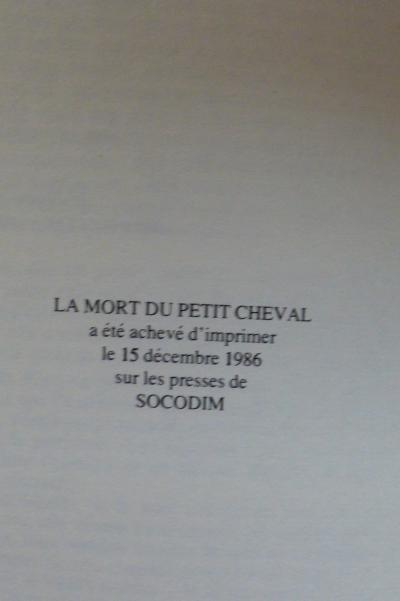 LA MORT DU PETIT CHEVAL
a été achevé d'imprimer
le 15 décembre 1986
sur les presses de
SOCODIM